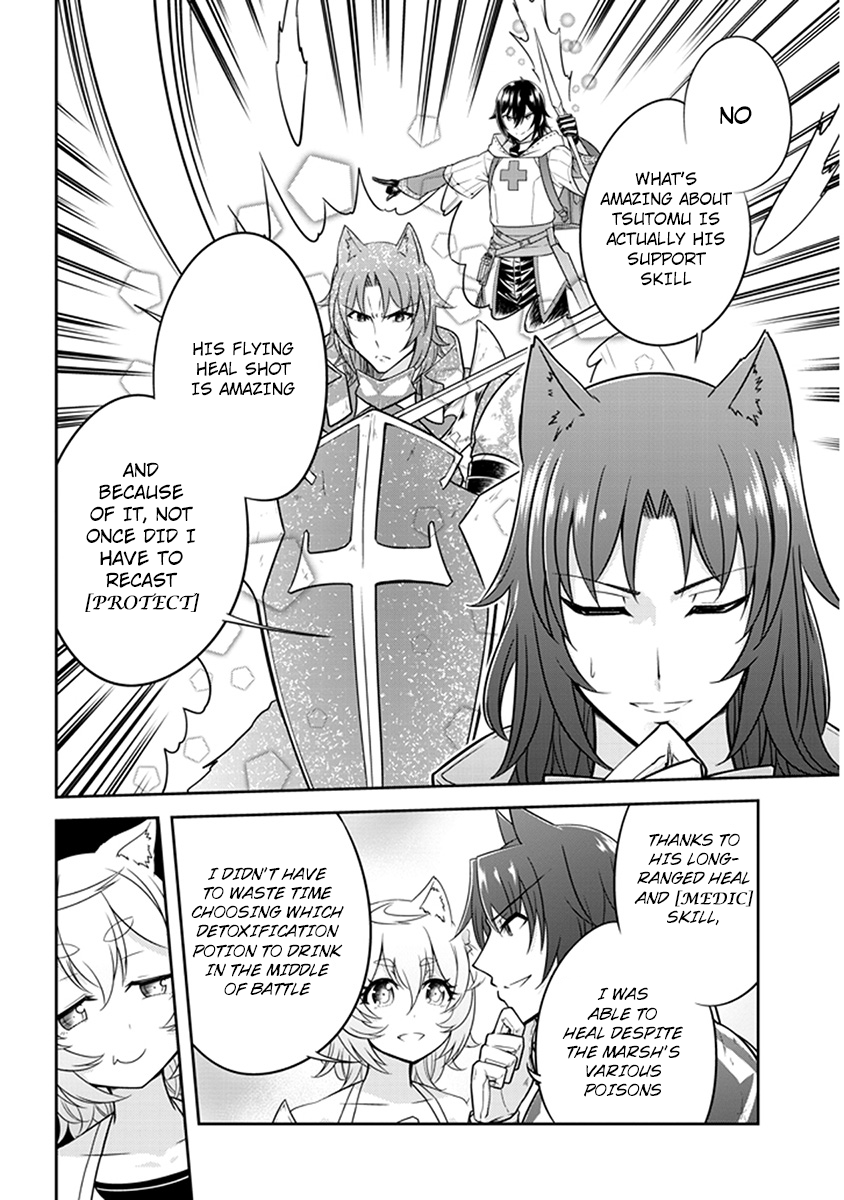 NO
WHAT'S
AMAZING ABOUT
TSUTOMU IS
ACTUALLY HIS
SUPPORT
SKILL
HIS FLYING
HEAL SHOT
IS AMAZING
AND
BECAUSE
OF IT, NOT
ONCE DID I
HAVE TO
RECAST
[PROTECT]
THANKS TO
HIS LONG-
RANGED HEAL
AND [MEDIC]
SKILL,
I WAS
ABLE TO
HEAL DESPITE
THE MARSH'S
VARIOUS
POISONS
I DIDN'T HAVE
TO WASTE TIME
CHOOSING WHICH
DETOXIFICATION
POTION TO DRINK
IN THE MIDDLE
OF BATTLE